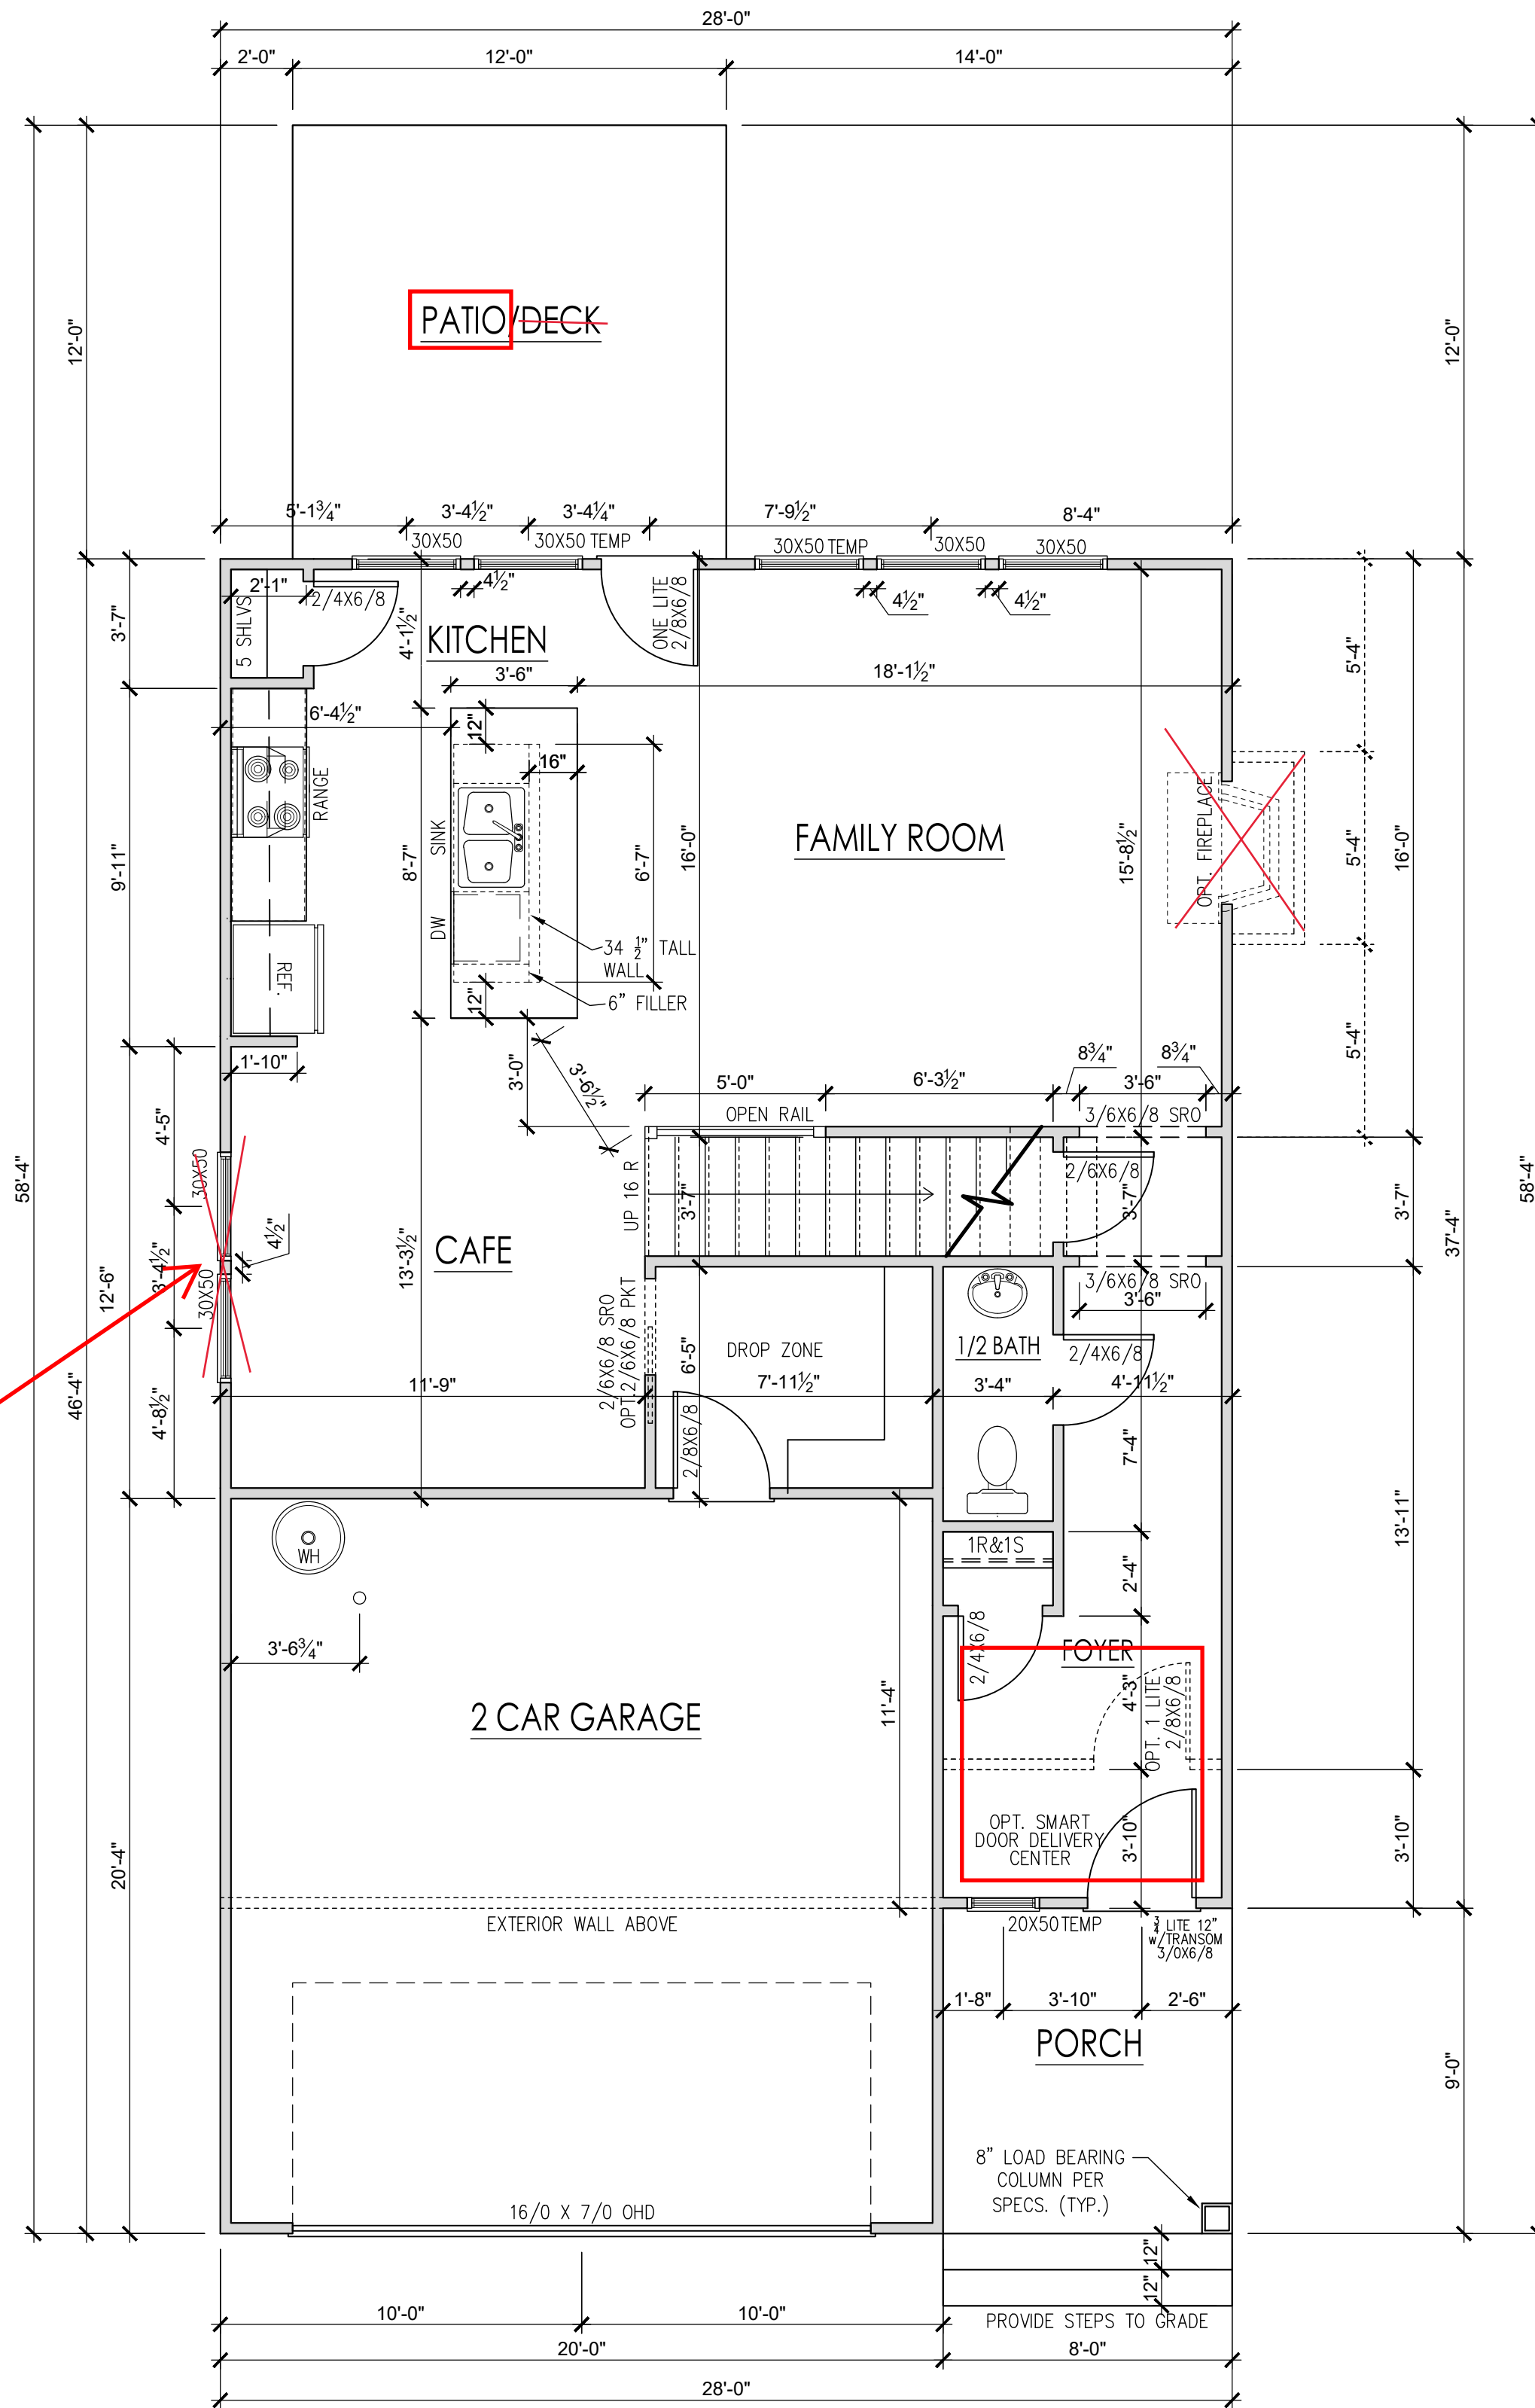 28'-0"
2'-0"
12'-0"
14'-0"
12'-0"
PATIO/DECK
12'-0"
5'-1¾"
3'-4½"
3'-4¼"
7'-9½"
8'-4"
30X50
30X50 TEMP
30X50 TEMP
30X50
30X50
2'-1"
2/4X6/8
4½"
4½"
4½"
5 SHLVS
3'-7"
4'-1½"
KITCHEN
ONE LITE
2/8X6/8
5'-4"
3'-6"
18'-1½"
6'-4½"
12"
16"
RANGE
SINK
DW
9'-11"
8'-7"
6'-7"
16'-0"
FAMILY ROOM
15'-8½"
OPT. FIREPLACE
5'-4"
16'-0"
REF.
34 ½" TALL
WALL
6" FILLER
12"
1'-10"
3'-0"
3'-6½"
5'-4"
8¾"
8¾"
5'-0"
6'-3½"
3'-6"
OPEN RAIL
3/6X6/8 SRO
4'-5"
58'-4"
30X50
UP 16 R
3'-7"
2/6X6/8
3'-7"
3'-7"
58'-4"
37'-4"
4½"
3'-4½"
CAFE
13'-3½"
12'-6"
30X50
3/6X6/8 SRO
3'-6"
2/6X6/8 SRO
OPT.2/6X6/8 PKT
6'-5"
DROP ZONE
1/2 BATH
2/4X6/8
46'-4"
4'-8½"
11'-9"
7'-11½"
3'-4"
4'-11½"
2/8X6/8
7'-4"
13'-11"
WH
1R&1S
2'-4"
3'-6¾"
2/4X6/8
FOYER
4'-3"
OPT. 1 LITE
2/8X6/8
2 CAR GARAGE
11'-4"
20'-4"
OPT. SMART
DOOR DELIVERY
CENTER
3'-10"
3'-10"
EXTERIOR WALL ABOVE
20X50TEMP
¾ LITE 12"
w/TRANSOM
3/0X6/8
1'-8"
3'-10"
2'-6"
PORCH
9'-0"
8" LOAD BEARING
COLUMN PER
SPECS. (TYP.)
16/0 X 7/0 OHD
12"
12"
10'-0"
10'-0"
PROVIDE STEPS TO GRADE
20'-0"
8'-0"
28'-0"